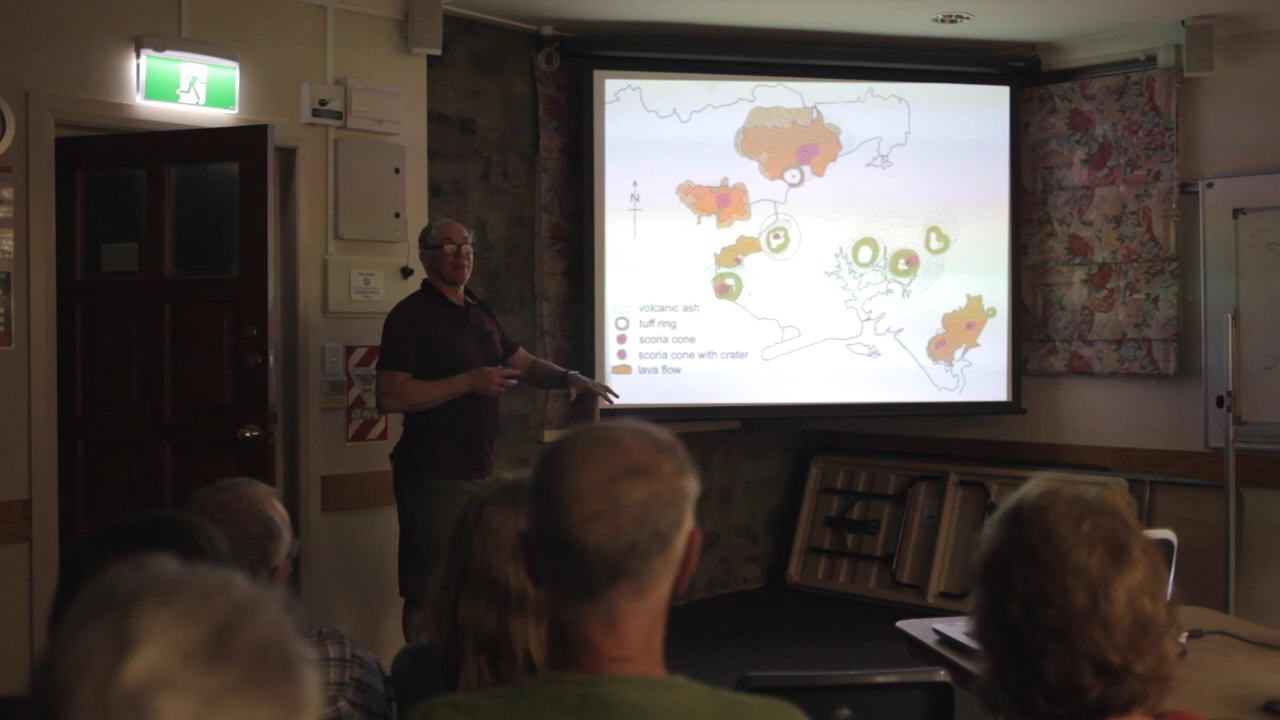 N
volcanic ash
tuff ring
scoria cone
scoria cone with crater
lava flow